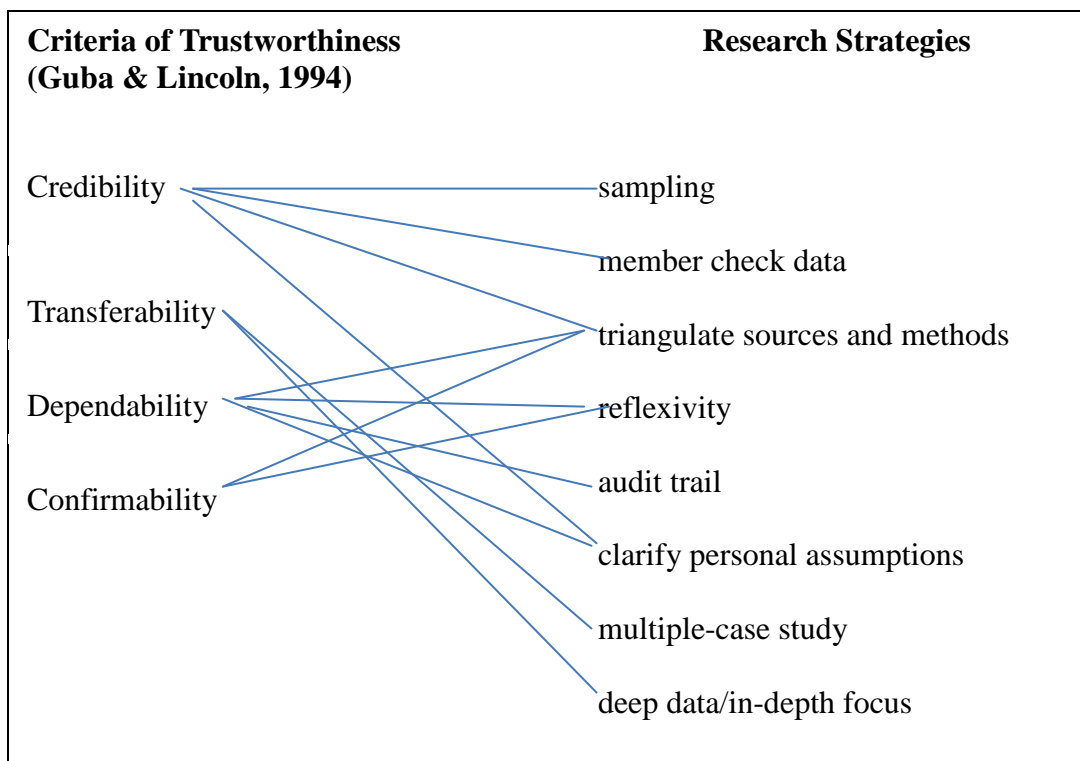 Criteria of Trustworthiness
(Guba & Lincoln, 1994)
Research Strategies
Credibility
Transferability
Dependability
Confirmability
sampling
member check data
triangulate sources and methods
reflexivity
audit trail
clarify personal assumptions
multiple-case study
deep data/in-depth focus